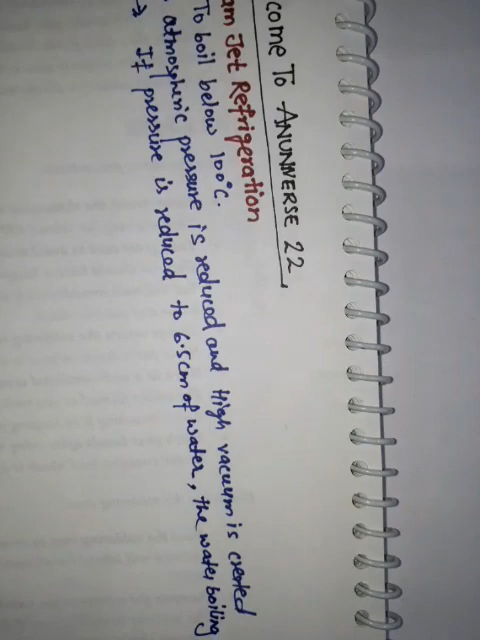 come To ANUNIVERSE 22
am Jet Refrigeration
To boil below 100°C.
atmospheric pressure is reduced and High vacuum is created
→ If pressure is reduced to 6.5cm of water, the water boiling